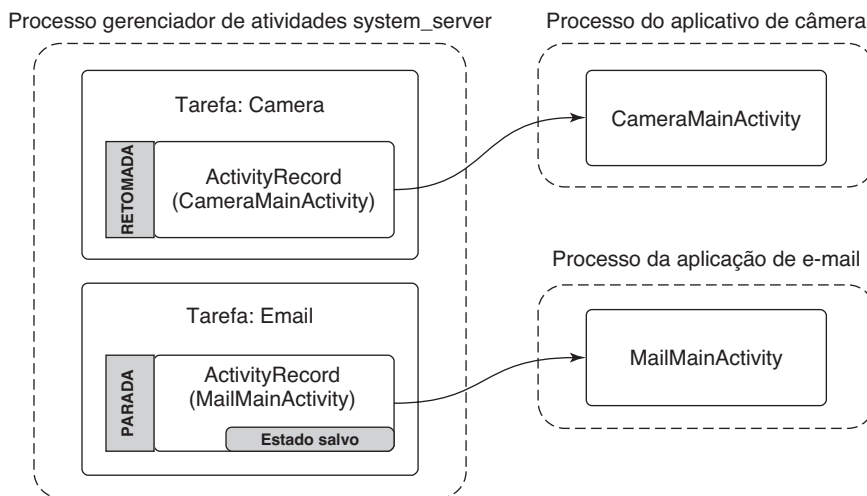 Processo gerenciador de atividades system_server
Tarefa: Camera
RETOMADA
ActivityRecord
(CameraMainActivity)
Tarefa: Email
PARADA
ActivityRecord
(MailMainActivity)
Estado salvo
Processo do aplicativo de câmera
CameraMainActivity
Processo da aplicação de e-mail
MailMainActivity